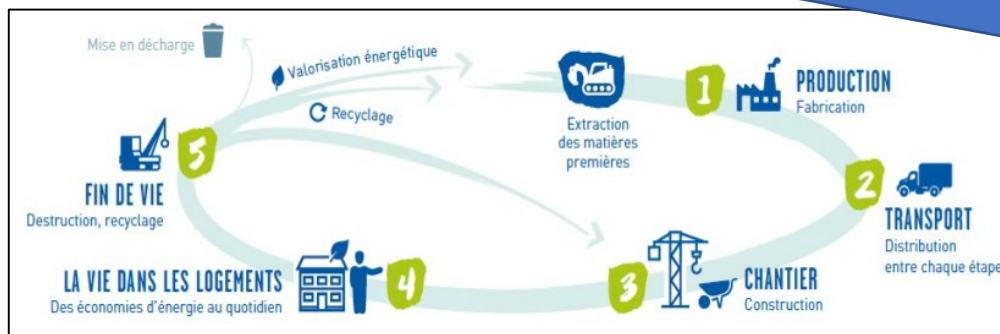 Mise en décharge
Valorisation énergétique
Recyclage
Extraction
des matières
premières
1
PRODUCTION
Fabrication
2
TRANSPORT
Distribution
entre chaque étape
3
CHANTIER
Construction
4
LA VIE DANS LES LOGEMENTS
Des économies d'énergie au quotidien
5
FIN DE VIE
Destruction, recyclage